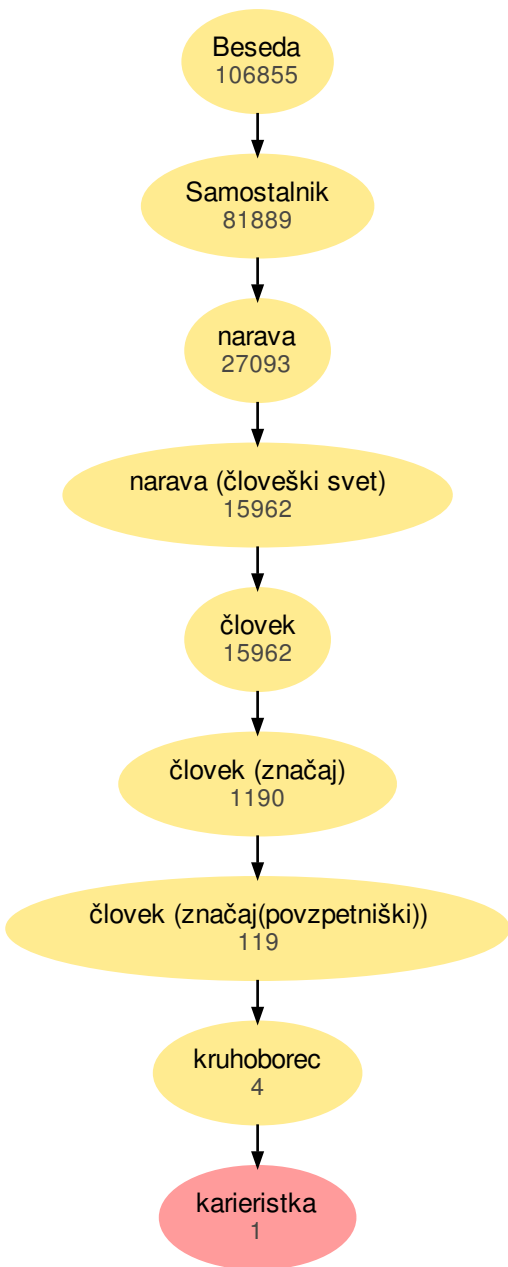 Beseda
106855
Samostalnik
81889
narava
27093
narava (človeški svet)
15962
človek
15962
človek (značaj)
1190
človek (značaj(povzpetniški))
119
kruhoborec
4
karieristka
1